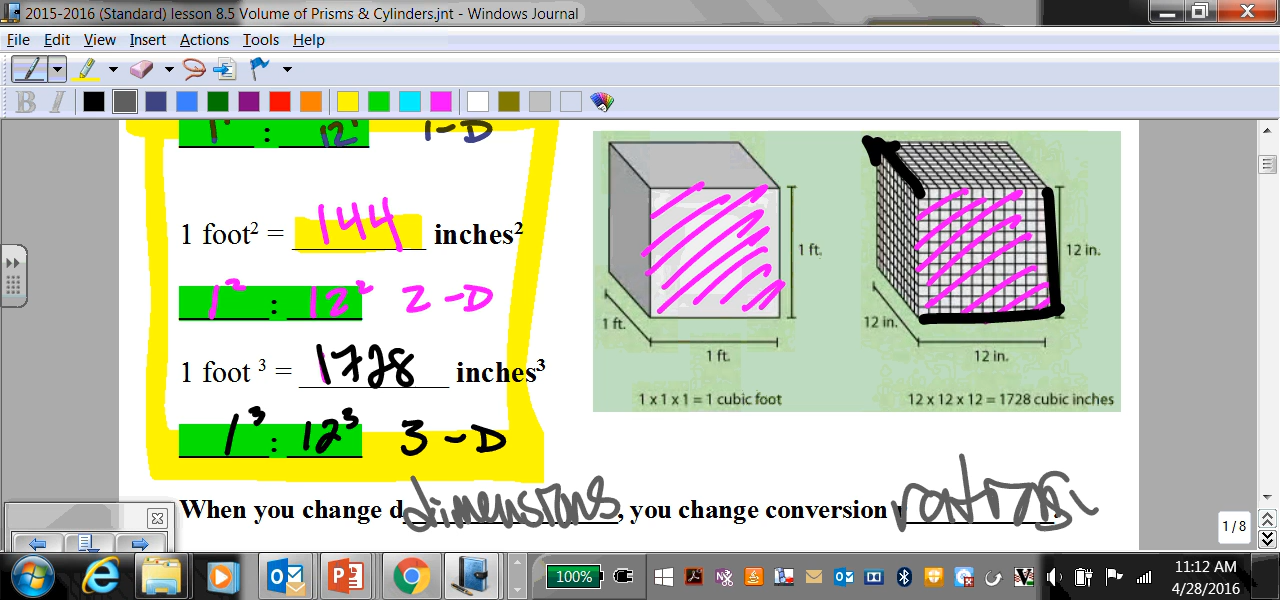 2015-2016 (Standard) lesson 8.5 Volume of Prisms & Cylinders.jnt - Windows Journal
File Edit View Insert Actions Tools Help
B I
1¹ : 12¹ 1-D
1 foot² = 144 inches²
1² : 12² 2-D
1 foot ³ = 1728 inches³
1³ : 12³ 3-D
1 ft.
1 ft.
1 ft.
1 x 1 x 1 = 1 cubic foot
12 in.
12 in.
12 in.
12 x 12 x 12 = 1728 cubic inches
When you change d dimensions, you change conversion
1 / 8
100%
11:12 AM
4/28/2016